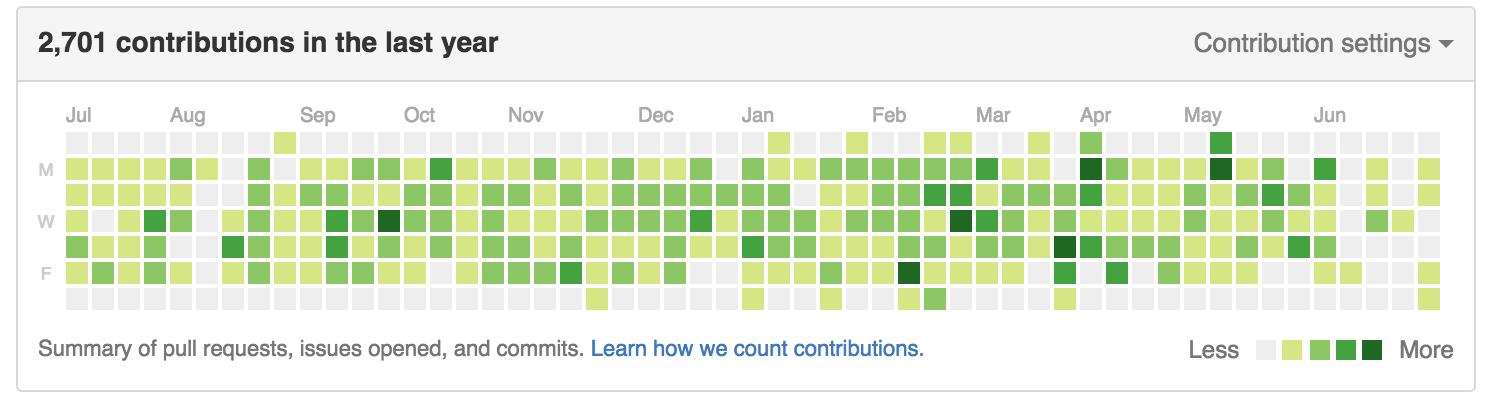 2,701 contributions in the last year
Contribution settings
Jul Aug Sep Oct Nov Dec Jan Feb Mar Apr May Jun
M
W
F
Summary of pull requests, issues opened, and commits. Learn how we count contributions.
Less More